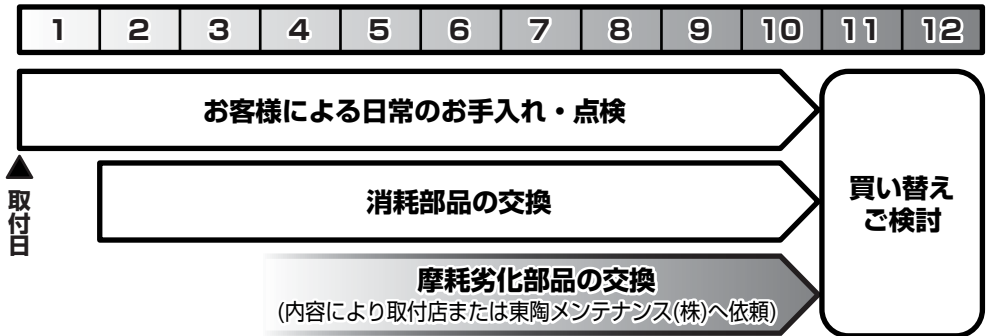 1 2 3 4 5 6 7 8 9 10 11 12
お客様による日常のお手入れ・点検
取付日
消耗部品の交換
買い替え
ご検討
摩耗劣化部品の交換
(内容により取付店または東陶メンテナンス(株)へ依頼)